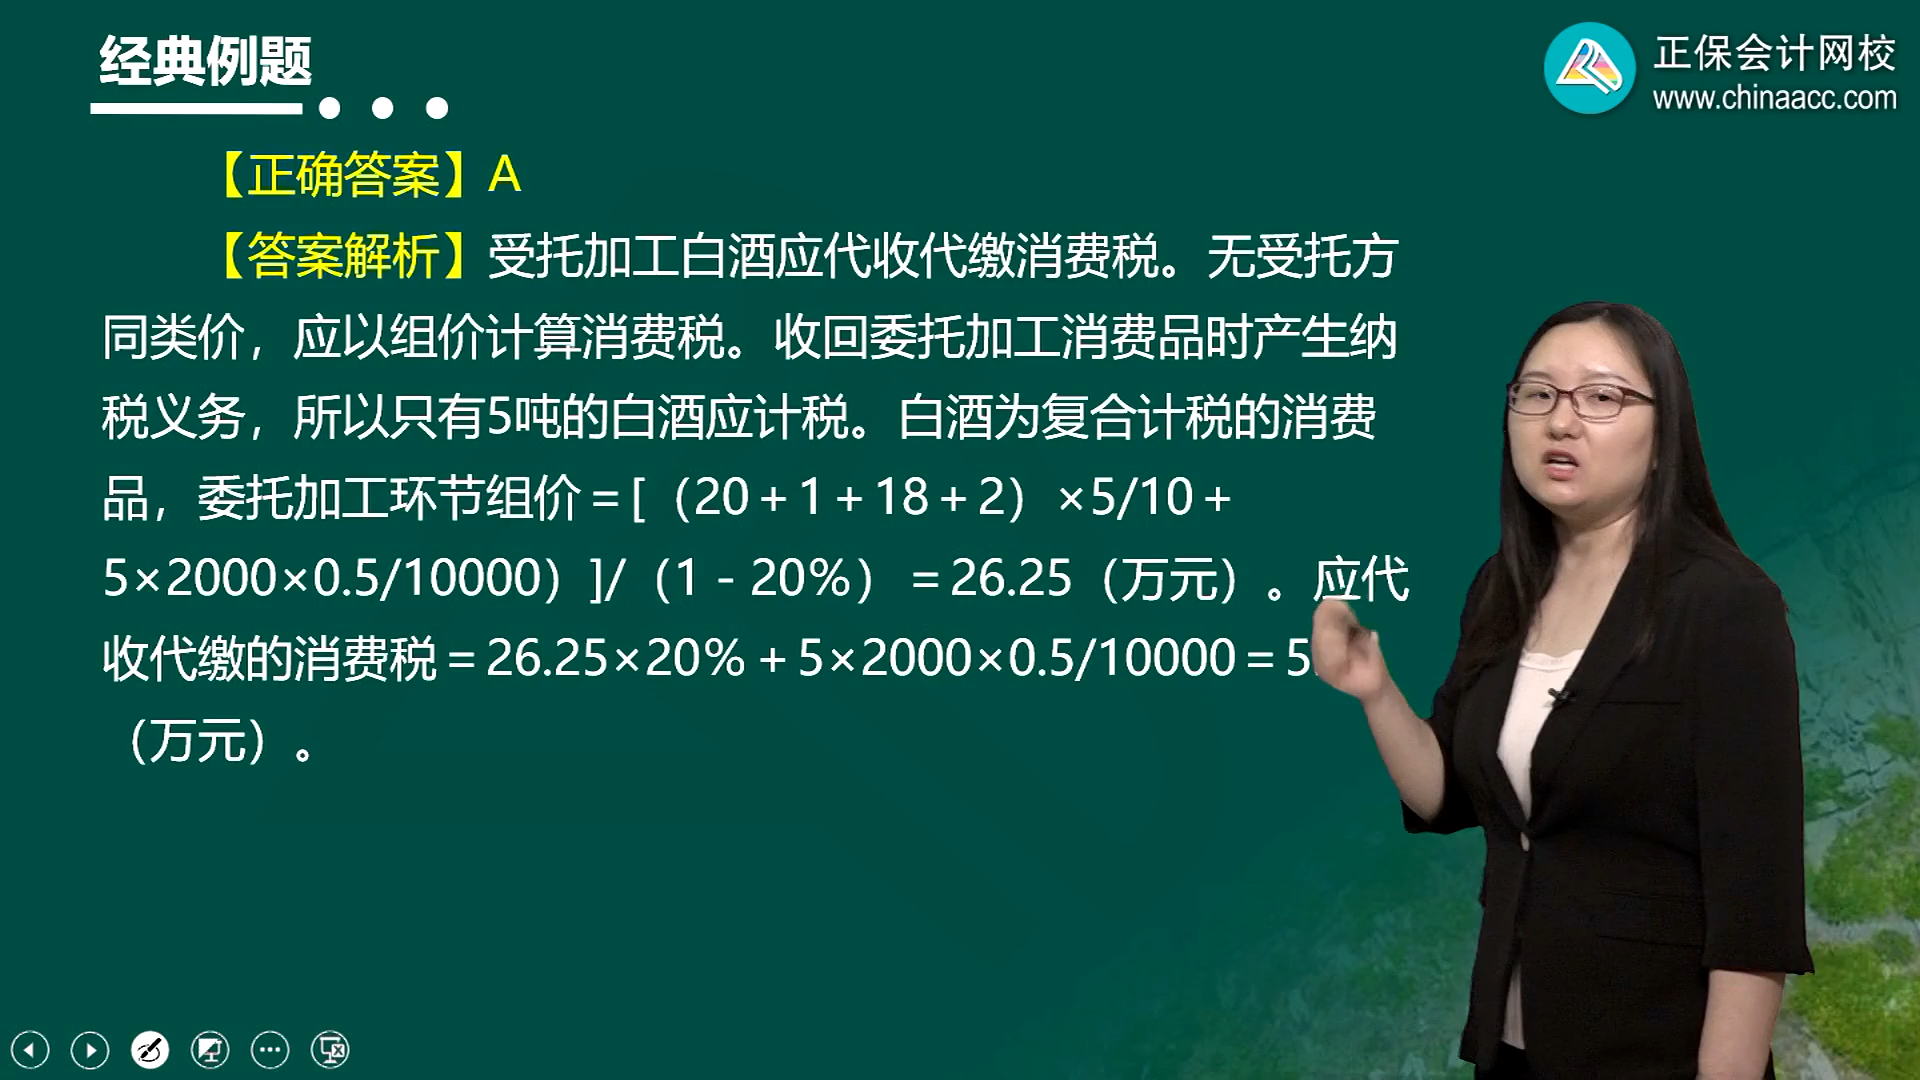 经典例题
正保会计网校
www.chinaacc.com
【正确答案】A
【答案解析】受托加工白酒应代收代缴消费税。无受托方
同类价，应以组价计算消费税。收回委托加工消费品时产生纳
税义务，所以只有5吨的白酒应计税。白酒为复合计税的消费
品，委托加工环节组价＝[（20＋1＋18＋2）×5/10＋
5×2000×0.5/10000）]/（1－20%）＝26.25（万元）。应代
收代缴的消费税＝26.25×20%＋5×2000×0.5/10000＝5
（万元）。